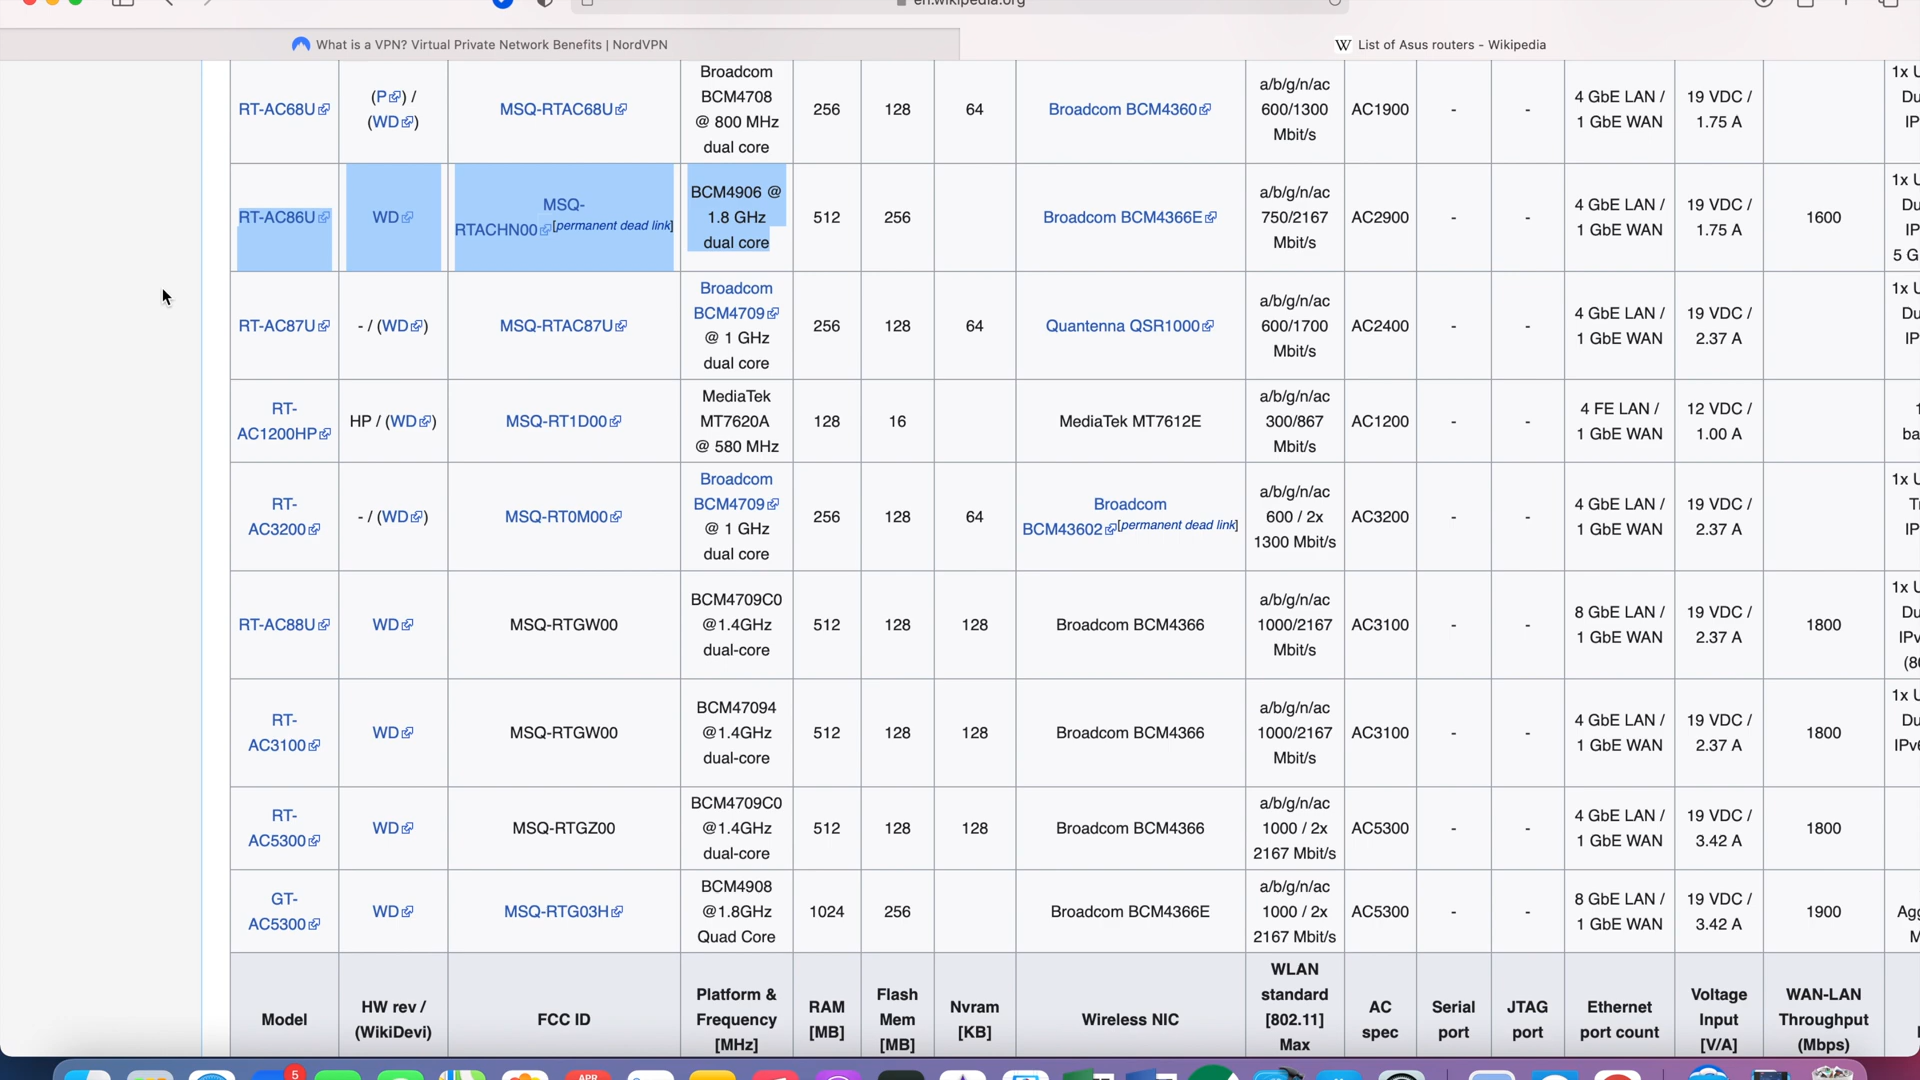 en.wikipedia.org
What is a VPN? Virtual Private Network Benefits | NordVPN
List of Asus routers - Wikipedia
RT-AC68U
(P) /
(WD)
MSQ-RTAC68U
Broadcom
BCM4708
@ 800 MHz
dual core
256
128
64
Broadcom BCM4360
a/b/g/n/ac
600/1300
Mbit/s
AC1900
-
-
4 GbE LAN /
1 GbE WAN
19 VDC /
1.75 A
1x U
Du
IP
RT-AC86U
WD
MSQ-
RTACHN00[permanent dead link]
BCM4906 @
1.8 GHz
dual core
512
256
Broadcom BCM4366E
a/b/g/n/ac
750/2167
Mbit/s
AC2900
-
-
4 GbE LAN /
1 GbE WAN
19 VDC /
1.75 A
1600
1x U
Du
IP
5 G
RT-AC87U
- / (WD)
MSQ-RTAC87U
Broadcom
BCM4709
@ 1 GHz
dual core
256
128
64
Quantenna QSR1000
a/b/g/n/ac
600/1700
Mbit/s
AC2400
-
-
4 GbE LAN /
1 GbE WAN
19 VDC /
2.37 A
1x U
Du
IP
RT-
AC1200HP
HP / (WD)
MSQ-RT1D00
MediaTek
MT7620A
@ 580 MHz
128
16
MediaTek MT7612E
a/b/g/n/ac
300/867
Mbit/s
AC1200
-
-
4 FE LAN /
1 GbE WAN
12 VDC /
1.00 A
1
ba
RT-
AC3200
- / (WD)
MSQ-RT0M00
Broadcom
BCM4709
@ 1 GHz
dual core
256
128
64
Broadcom
BCM43602[permanent dead link]
a/b/g/n/ac
600 / 2x
1300 Mbit/s
AC3200
-
-
4 GbE LAN /
1 GbE WAN
19 VDC /
2.37 A
1x U
Tr
IP
RT-AC88U
WD
MSQ-RTGW00
BCM4709C0
@1.4GHz
dual-core
512
128
128
Broadcom BCM4366
a/b/g/n/ac
1000/2167
Mbit/s
AC3100
-
-
8 GbE LAN /
1 GbE WAN
19 VDC /
2.37 A
1800
1x U
Du
IPv
(80
RT-
AC3100
WD
MSQ-RTGW00
BCM47094
@1.4GHz
dual-core
512
128
128
Broadcom BCM4366
a/b/g/n/ac
1000/2167
Mbit/s
AC3100
-
-
4 GbE LAN /
1 GbE WAN
19 VDC /
2.37 A
1800
1x U
Du
IPv6
RT-
AC5300
WD
MSQ-RTGZ00
BCM4709C0
@1.4GHz
dual-core
512
128
128
Broadcom BCM4366
a/b/g/n/ac
1000 / 2x
2167 Mbit/s
AC5300
-
-
4 GbE LAN /
1 GbE WAN
19 VDC /
3.42 A
1800
GT-
AC5300
WD
MSQ-RTG03H
BCM4908
@1.8GHz
Quad Core
1024
256
Broadcom BCM4366E
a/b/g/n/ac
1000 / 2x
2167 Mbit/s
AC5300
-
-
8 GbE LAN /
1 GbE WAN
19 VDC /
3.42 A
1900
Agg
M
Model
HW rev /
(WikiDevi)
FCC ID
Platform &
Frequency
[MHz]
RAM
[MB]
Flash
Mem
[MB]
Nvram
[KB]
Wireless NIC
WLAN
standard
[802.11]
Max
AC
spec
Serial
port
JTAG
port
Ethernet
port count
Voltage
Input
[V/A]
WAN-LAN
Throughput
(Mbps)
5
APR